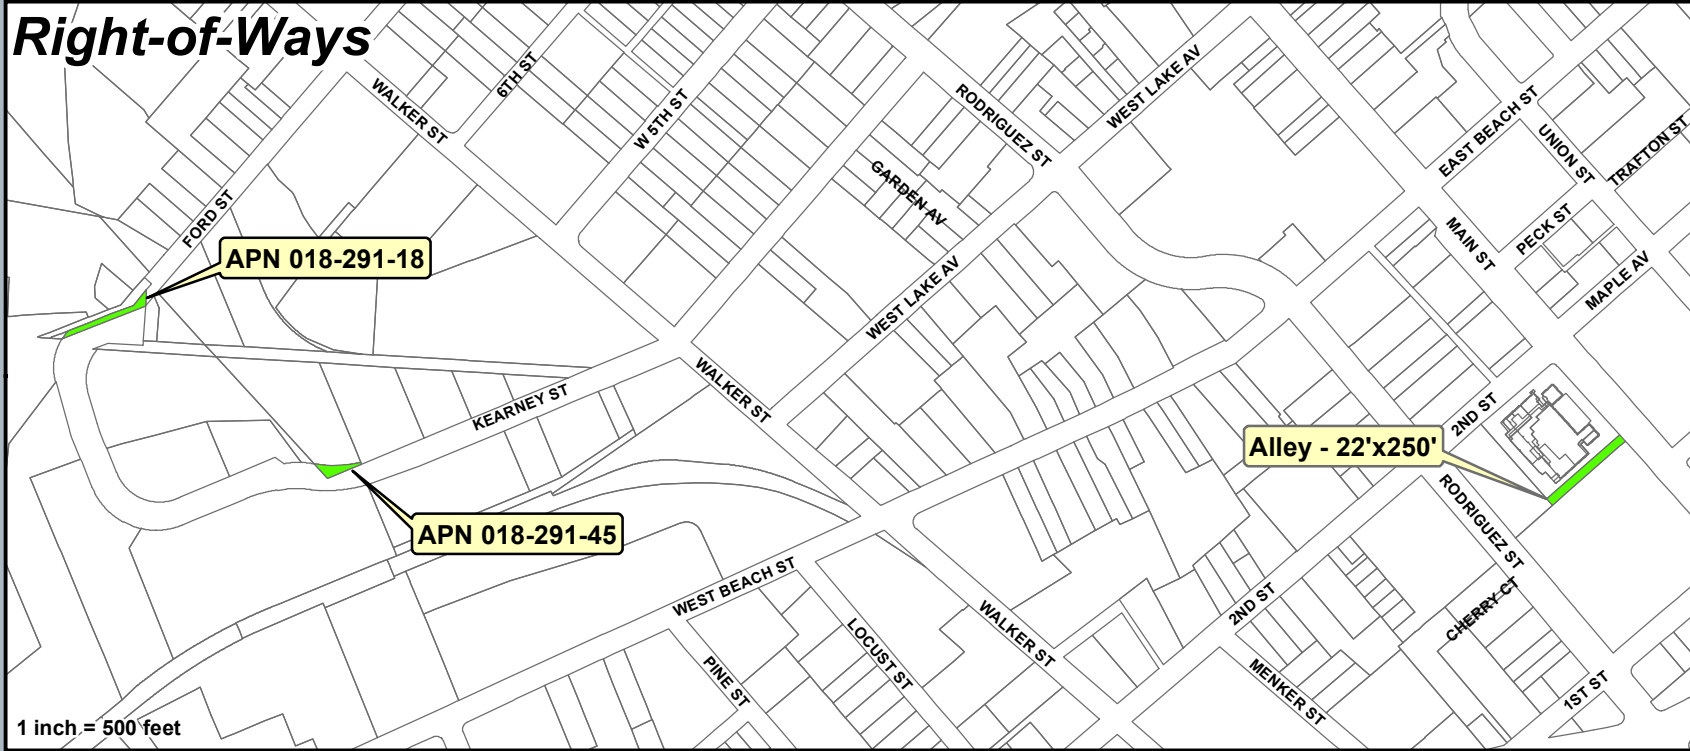 Right-of-Ways
6TH ST
WALKER ST
W 5TH ST
RODRIGUEZ ST
WEST LAKE AV
EAST BEACH ST
UNION ST
TRAFTON ST
GARDEN AV
FORD ST
PECK ST
MAIN ST
APN 018-291-18
WEST LAKE AV
MAPLE AV
WALKER ST
KEARNEY ST
2ND ST
Alley - 22'x250'
APN 018-291-45
RODRIGUEZ ST
WEST BEACH ST
2ND ST
CHERRY CT
WALKER ST
LOCUST ST
PINE ST
MENKER ST
1ST ST
1 inch = 500 feet